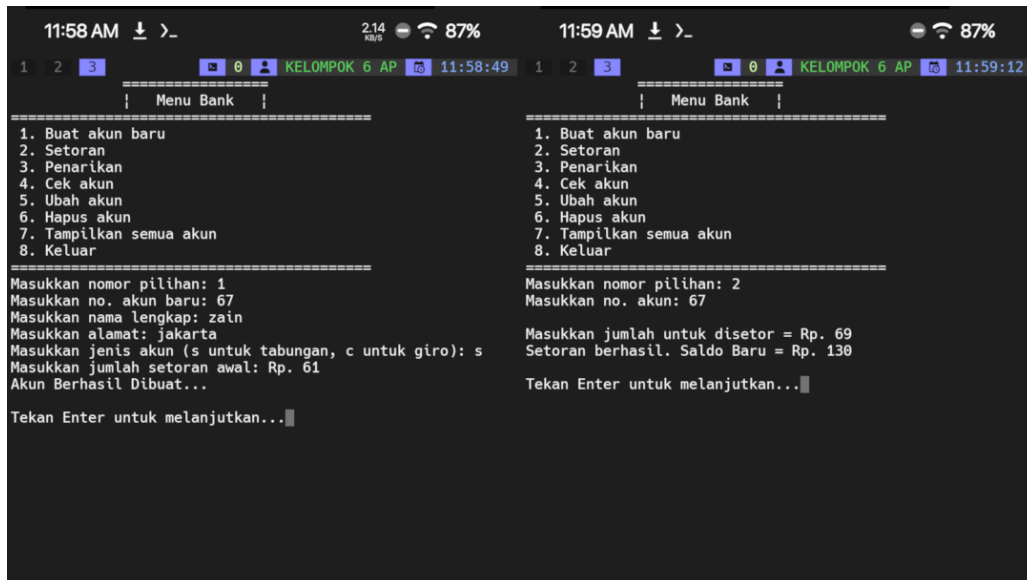 11:58 AM 2.14 KB/S 87%
1 2 3 0 KELOMPOK 6 AP 11:58:49
==================
¦ Menu Bank ¦
==========================================
1. Buat akun baru
2. Setoran
3. Penarikan
4. Cek akun
5. Ubah akun
6. Hapus akun
7. Tampilkan semua akun
8. Keluar
==========================================
Masukkan nomor pilihan: 1
Masukkan no. akun baru: 67
Masukkan nama lengkap: zain
Masukkan alamat: jakarta
Masukkan jenis akun (s untuk tabungan, c untuk giro): s
Masukkan jumlah setoran awal: Rp. 61
Akun Berhasil Dibuat...
Tekan Enter untuk melanjutkan...
11:59 AM 87%
1 2 3 0 KELOMPOK 6 AP 11:59:12
==================
¦ Menu Bank ¦
==========================================
1. Buat akun baru
2. Setoran
3. Penarikan
4. Cek akun
5. Ubah akun
6. Hapus akun
7. Tampilkan semua akun
8. Keluar
==========================================
Masukkan nomor pilihan: 2
Masukkan no. akun: 67
Masukkan jumlah untuk disetor = Rp. 69
Setoran berhasil. Saldo Baru = Rp. 130
Tekan Enter untuk melanjutkan...